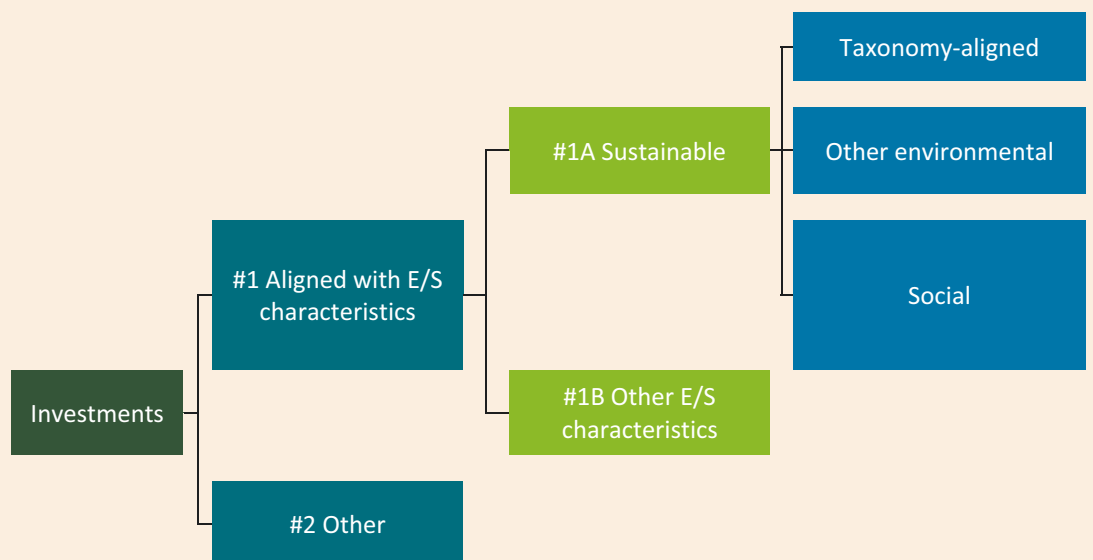 Investments
#1 Aligned with E/S
characteristics
#2 Other
#1A Sustainable
#1B Other E/S
characteristics
Taxonomy-aligned
Other environmental
Social